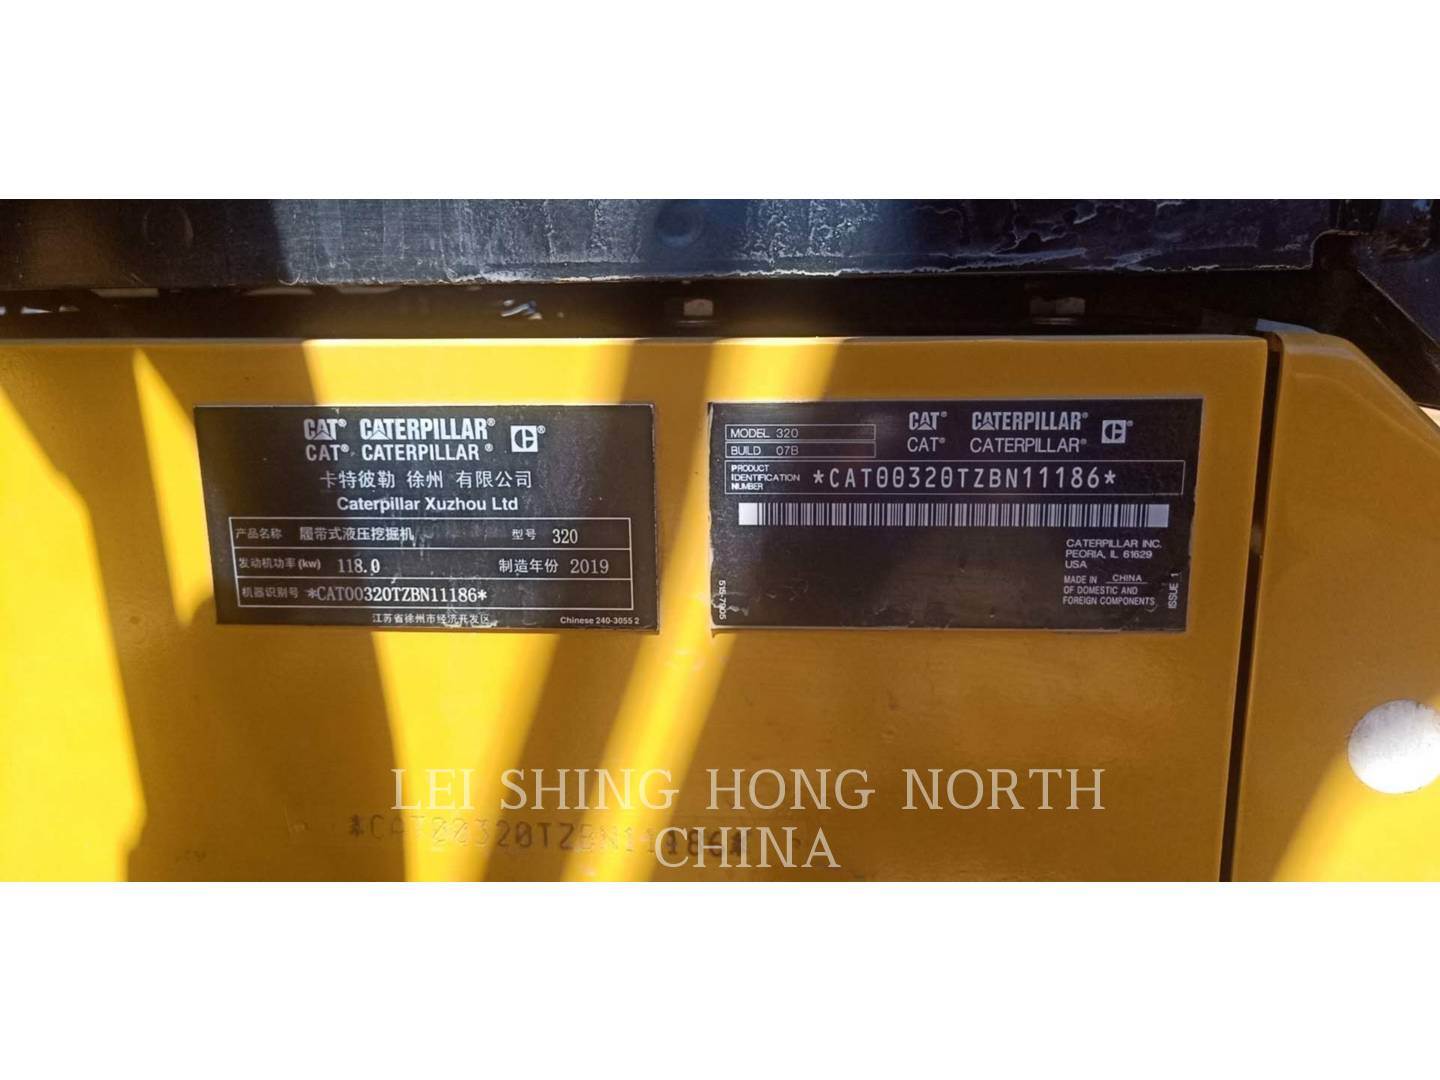 CAT® CATERPILLAR®
CAT® CATERPILLAR®
卡特彼勒 徐州 有限公司
Caterpillar Xuzhou Ltd
产品名称 履带式液压挖掘机 型号 320
发动机功率(kw) 118.0 制造年份 2019
机器识别号 *CAT00320TZBN11186*
江苏省徐州市经济开发区 Chinese 240-3055 2
CAT® CATERPILLAR®
MODEL 320
CAT® CATERPILLAR®
BUILD 07B
PRODUCT
IDENTIFICATION
NUMBER
*CAT00320TZBN11186*
CATERPILLAR INC.
PEORIA, IL 61629
USA
MADE IN CHINA
OF DOMESTIC AND
FOREIGN COMPONENTS
ISSUE 1
515-7905
*CAT00320TZBN11186*
LEI SHING HONG NORTH
CHINA